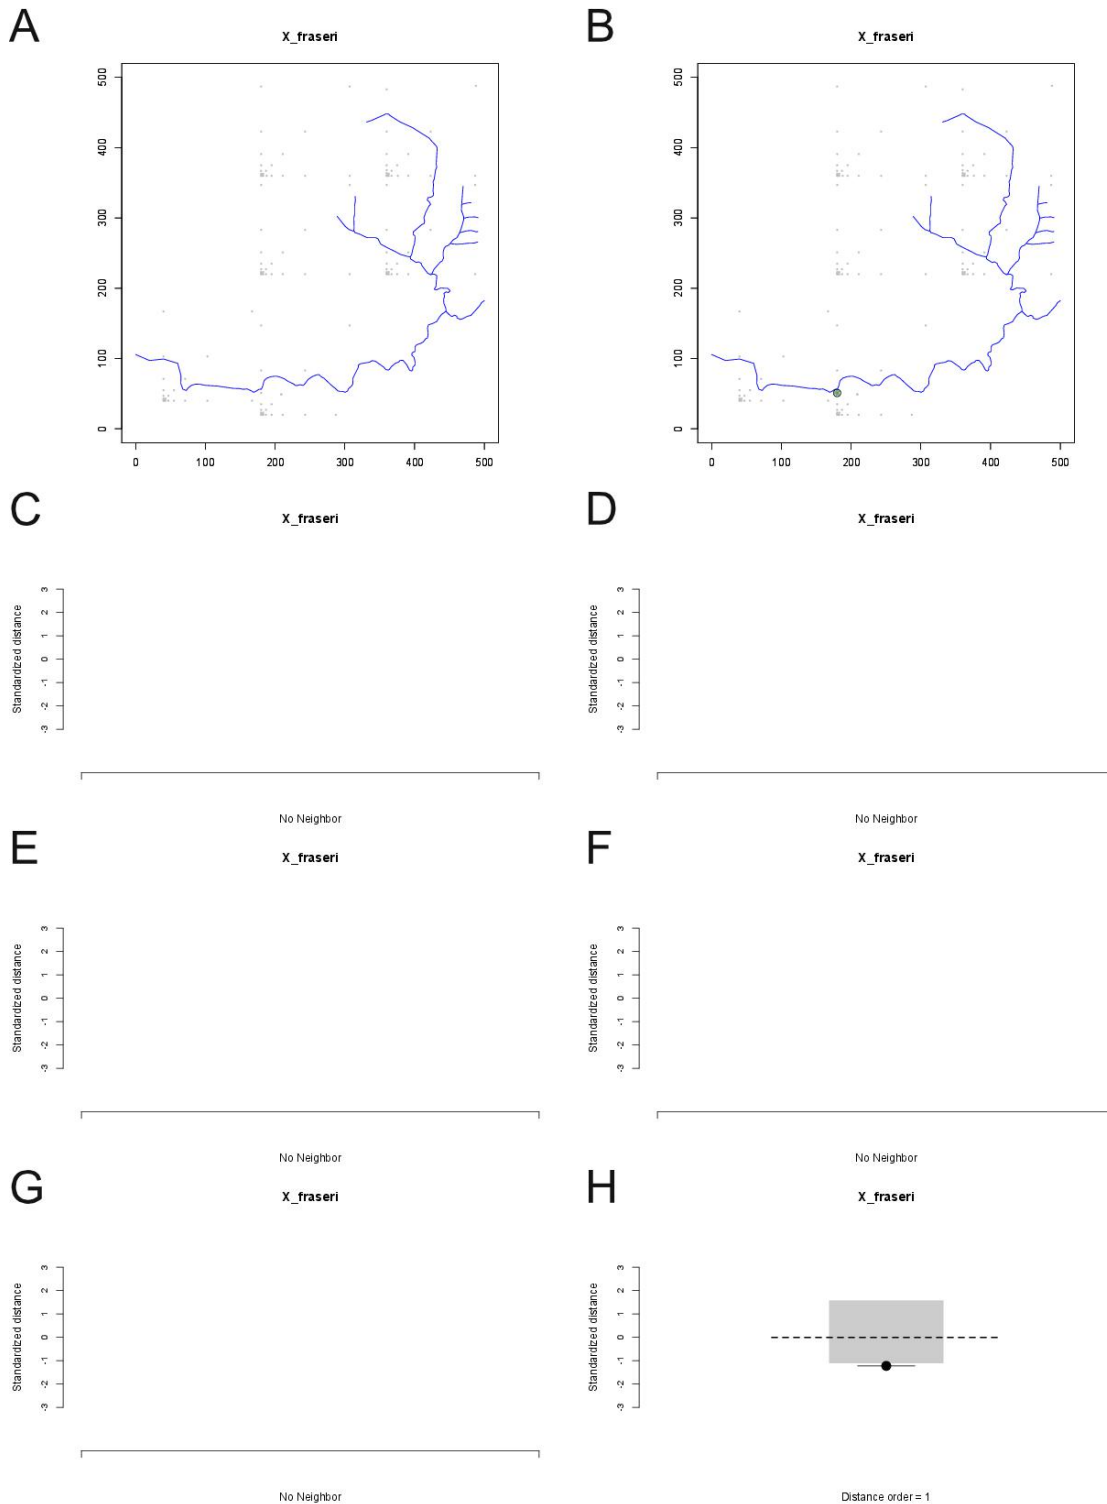 A
X_fraseri
500
400
300
200
100
0
0 100 200 300 400 500
B
X_fraseri
500
400
300
200
100
0
0 100 200 300 400 500
C
X_fraseri
Standardized distance
3
2
1
0
-1
-2
-3
No Neighbor
D
X_fraseri
Standardized distance
3
2
1
0
-1
-2
-3
No Neighbor
E
X_fraseri
Standardized distance
3
2
1
0
-1
-2
-3
No Neighbor
F
X_fraseri
Standardized distance
3
2
1
0
-1
-2
-3
No Neighbor
G
X_fraseri
Standardized distance
3
2
1
0
-1
-2
-3
No Neighbor
H
X_fraseri
Standardized distance
3
2
1
0
-1
-2
-3
Distance order = 1